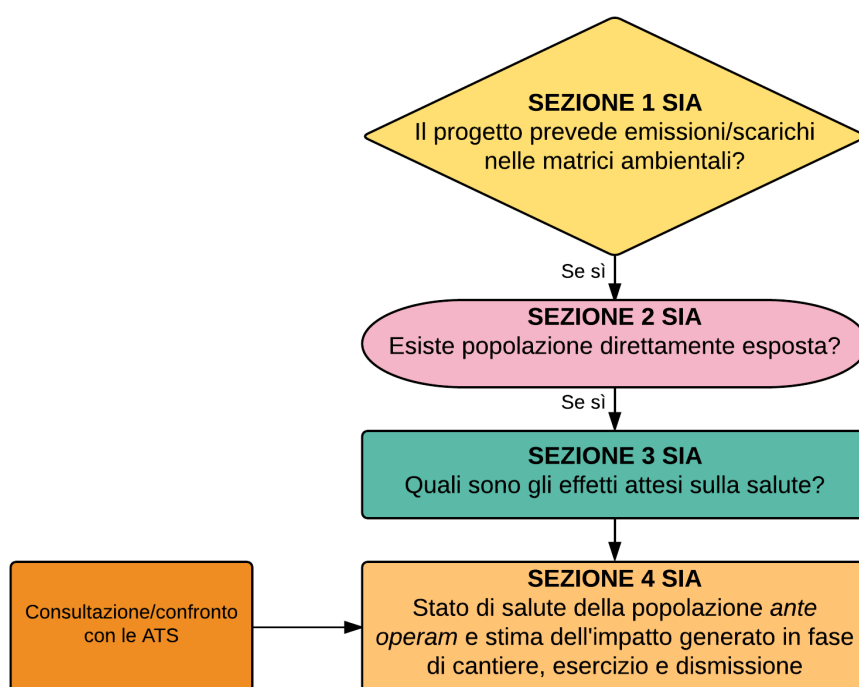 SEZIONE 1 SIA
Il progetto prevede emissioni/scarichi
nelle matrici ambientali?
Se sì
SEZIONE 2 SIA
Esiste popolazione direttamente esposta?
Se sì
SEZIONE 3 SIA
Quali sono gli effetti attesi sulla salute?
Consultazione/confronto
con le ATS
SEZIONE 4 SIA
Stato di salute della popolazione ante
operam e stima dell'impatto generato in fase
di cantiere, esercizio e dismissione